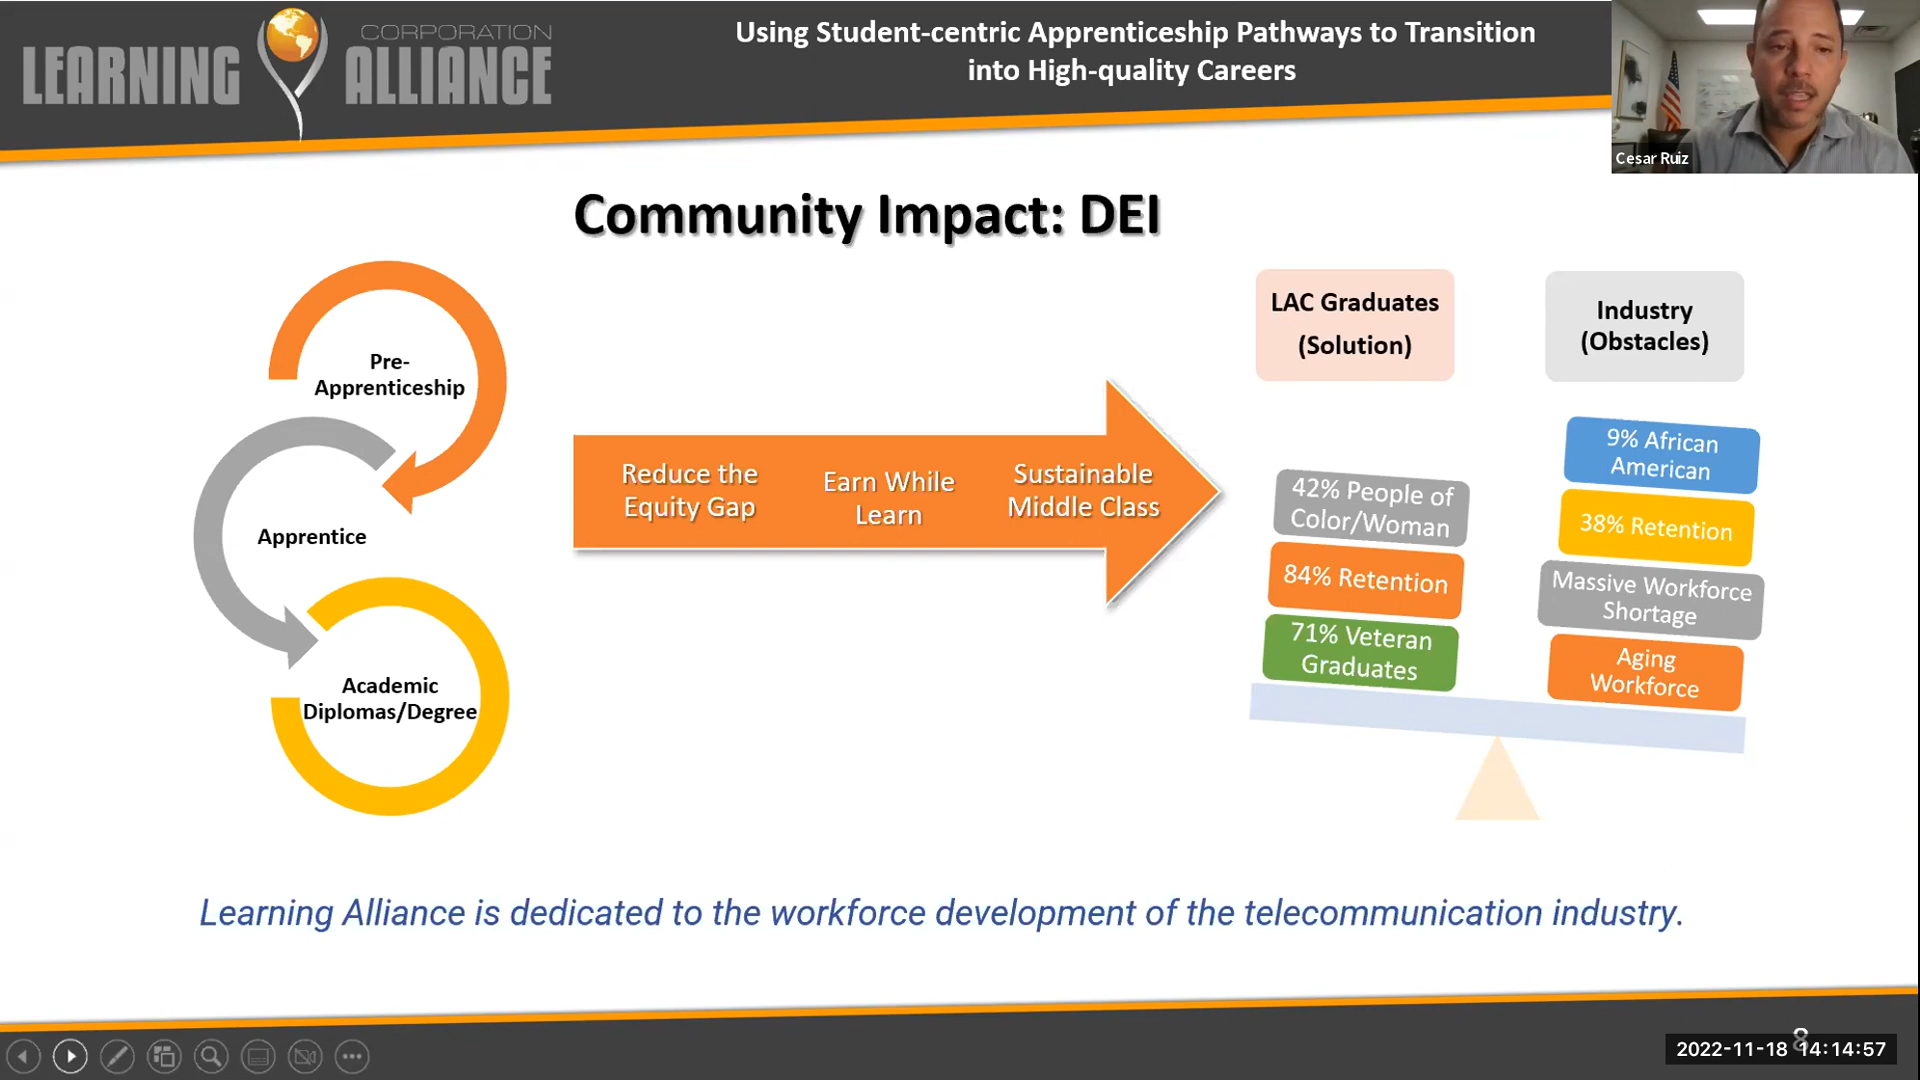 LEARNING
CORPORATION
ALLIANCE
Using Student-centric Apprenticeship Pathways to Transition
into High-quality Careers
Cesar Ruiz
Community Impact: DEI
Pre-
Apprenticeship
Apprentice
Academic
Diplomas/Degree
Reduce the
Equity Gap
Earn While
Learn
Sustainable
Middle Class
LAC Graduates
(Solution)
42% People of
Color/Woman
84% Retention
71% Veteran
Graduates
Industry
(Obstacles)
9% African
American
38% Retention
Massive Workforce
Shortage
Aging
Workforce
Learning Alliance is dedicated to the workforce development of the telecommunication industry.
8
2022-11-18 14:14:57